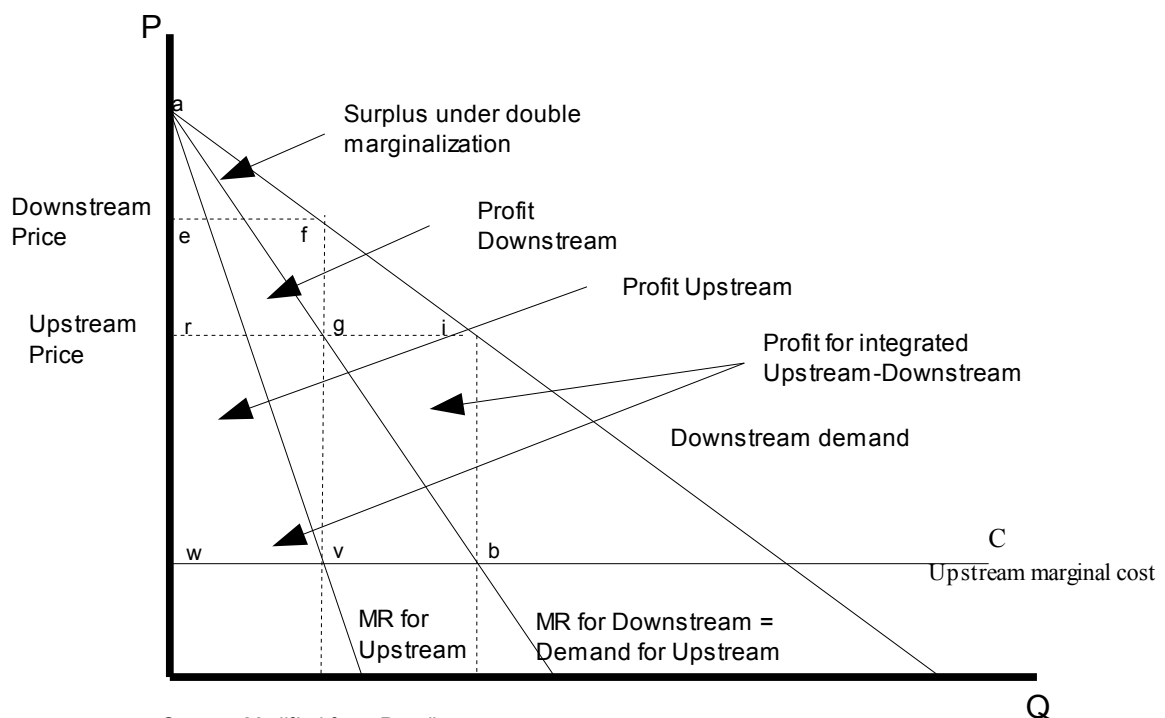 P
a
Surplus under double
marginalization
Downstream
Price
e
f
Profit
Downstream
Profit Upstream
Upstream
Price
r
g
i
Profit for integrated
Upstream-Downstream
Downstream demand
w
v
b
C
Upstream marginal cost
MR for
Upstream
MR for Downstream =
Demand for Upstream
Q